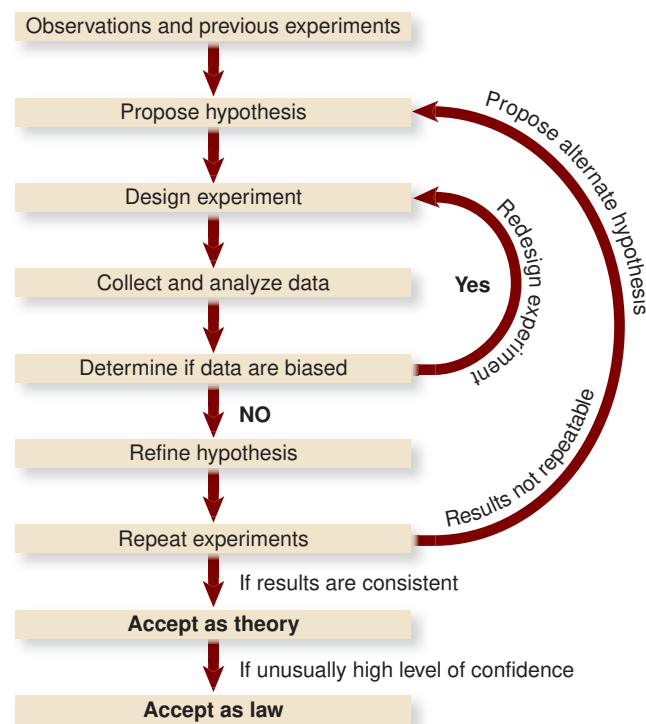 Observations and previous experiments
Propose hypothesis
Design experiment
Collect and analyze data
Determine if data are biased
Yes
Redesign experiment
NO
Refine hypothesis
Repeat experiments
Results not repeatable
Propose alternate hypothesis
If results are consistent
Accept as theory
If unusually high level of confidence
Accept as law